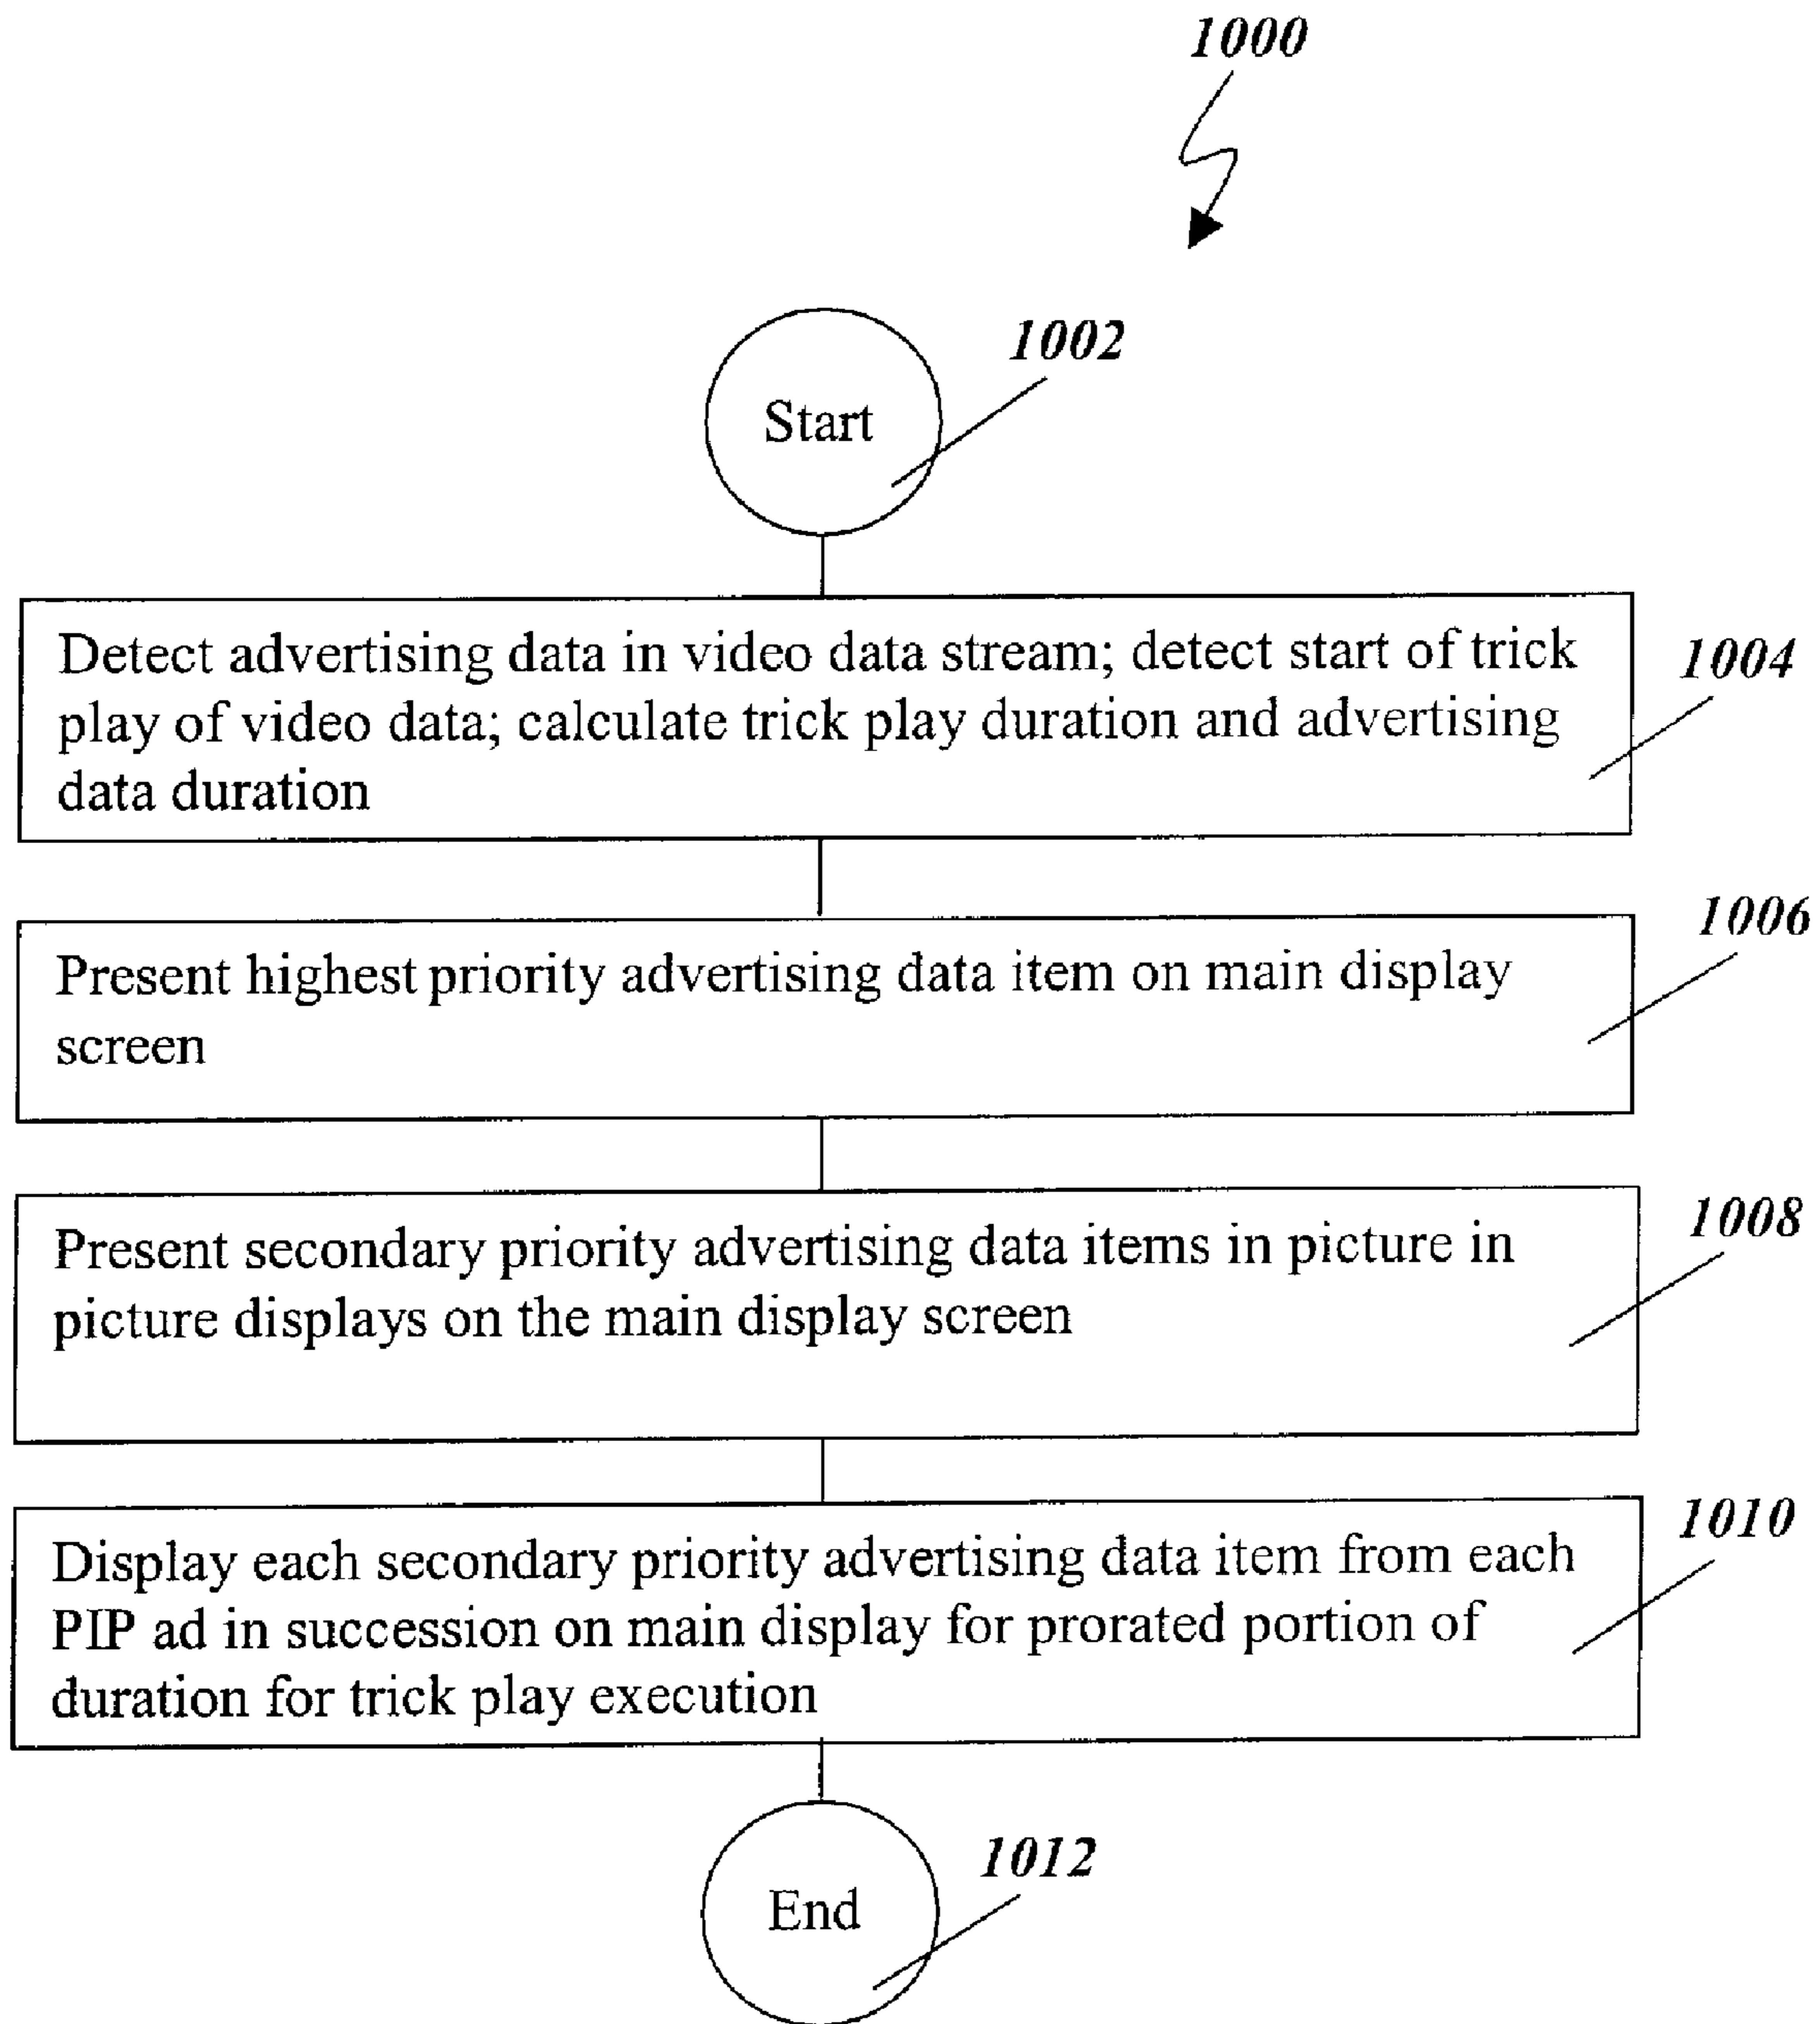 1000
1002
Start
Detect advertising data in video data stream; detect start of trick
play of video data; calculate trick play duration and advertising
data duration
1004
Present highest priority advertising data item on main display
screen
1006
Present secondary priority advertising data items in picture in
picture displays on the main display screen
1008
Display each secondary priority advertising data item from each
PIP ad in succession on main display for prorated portion of
duration for trick play execution
1010
End
1012